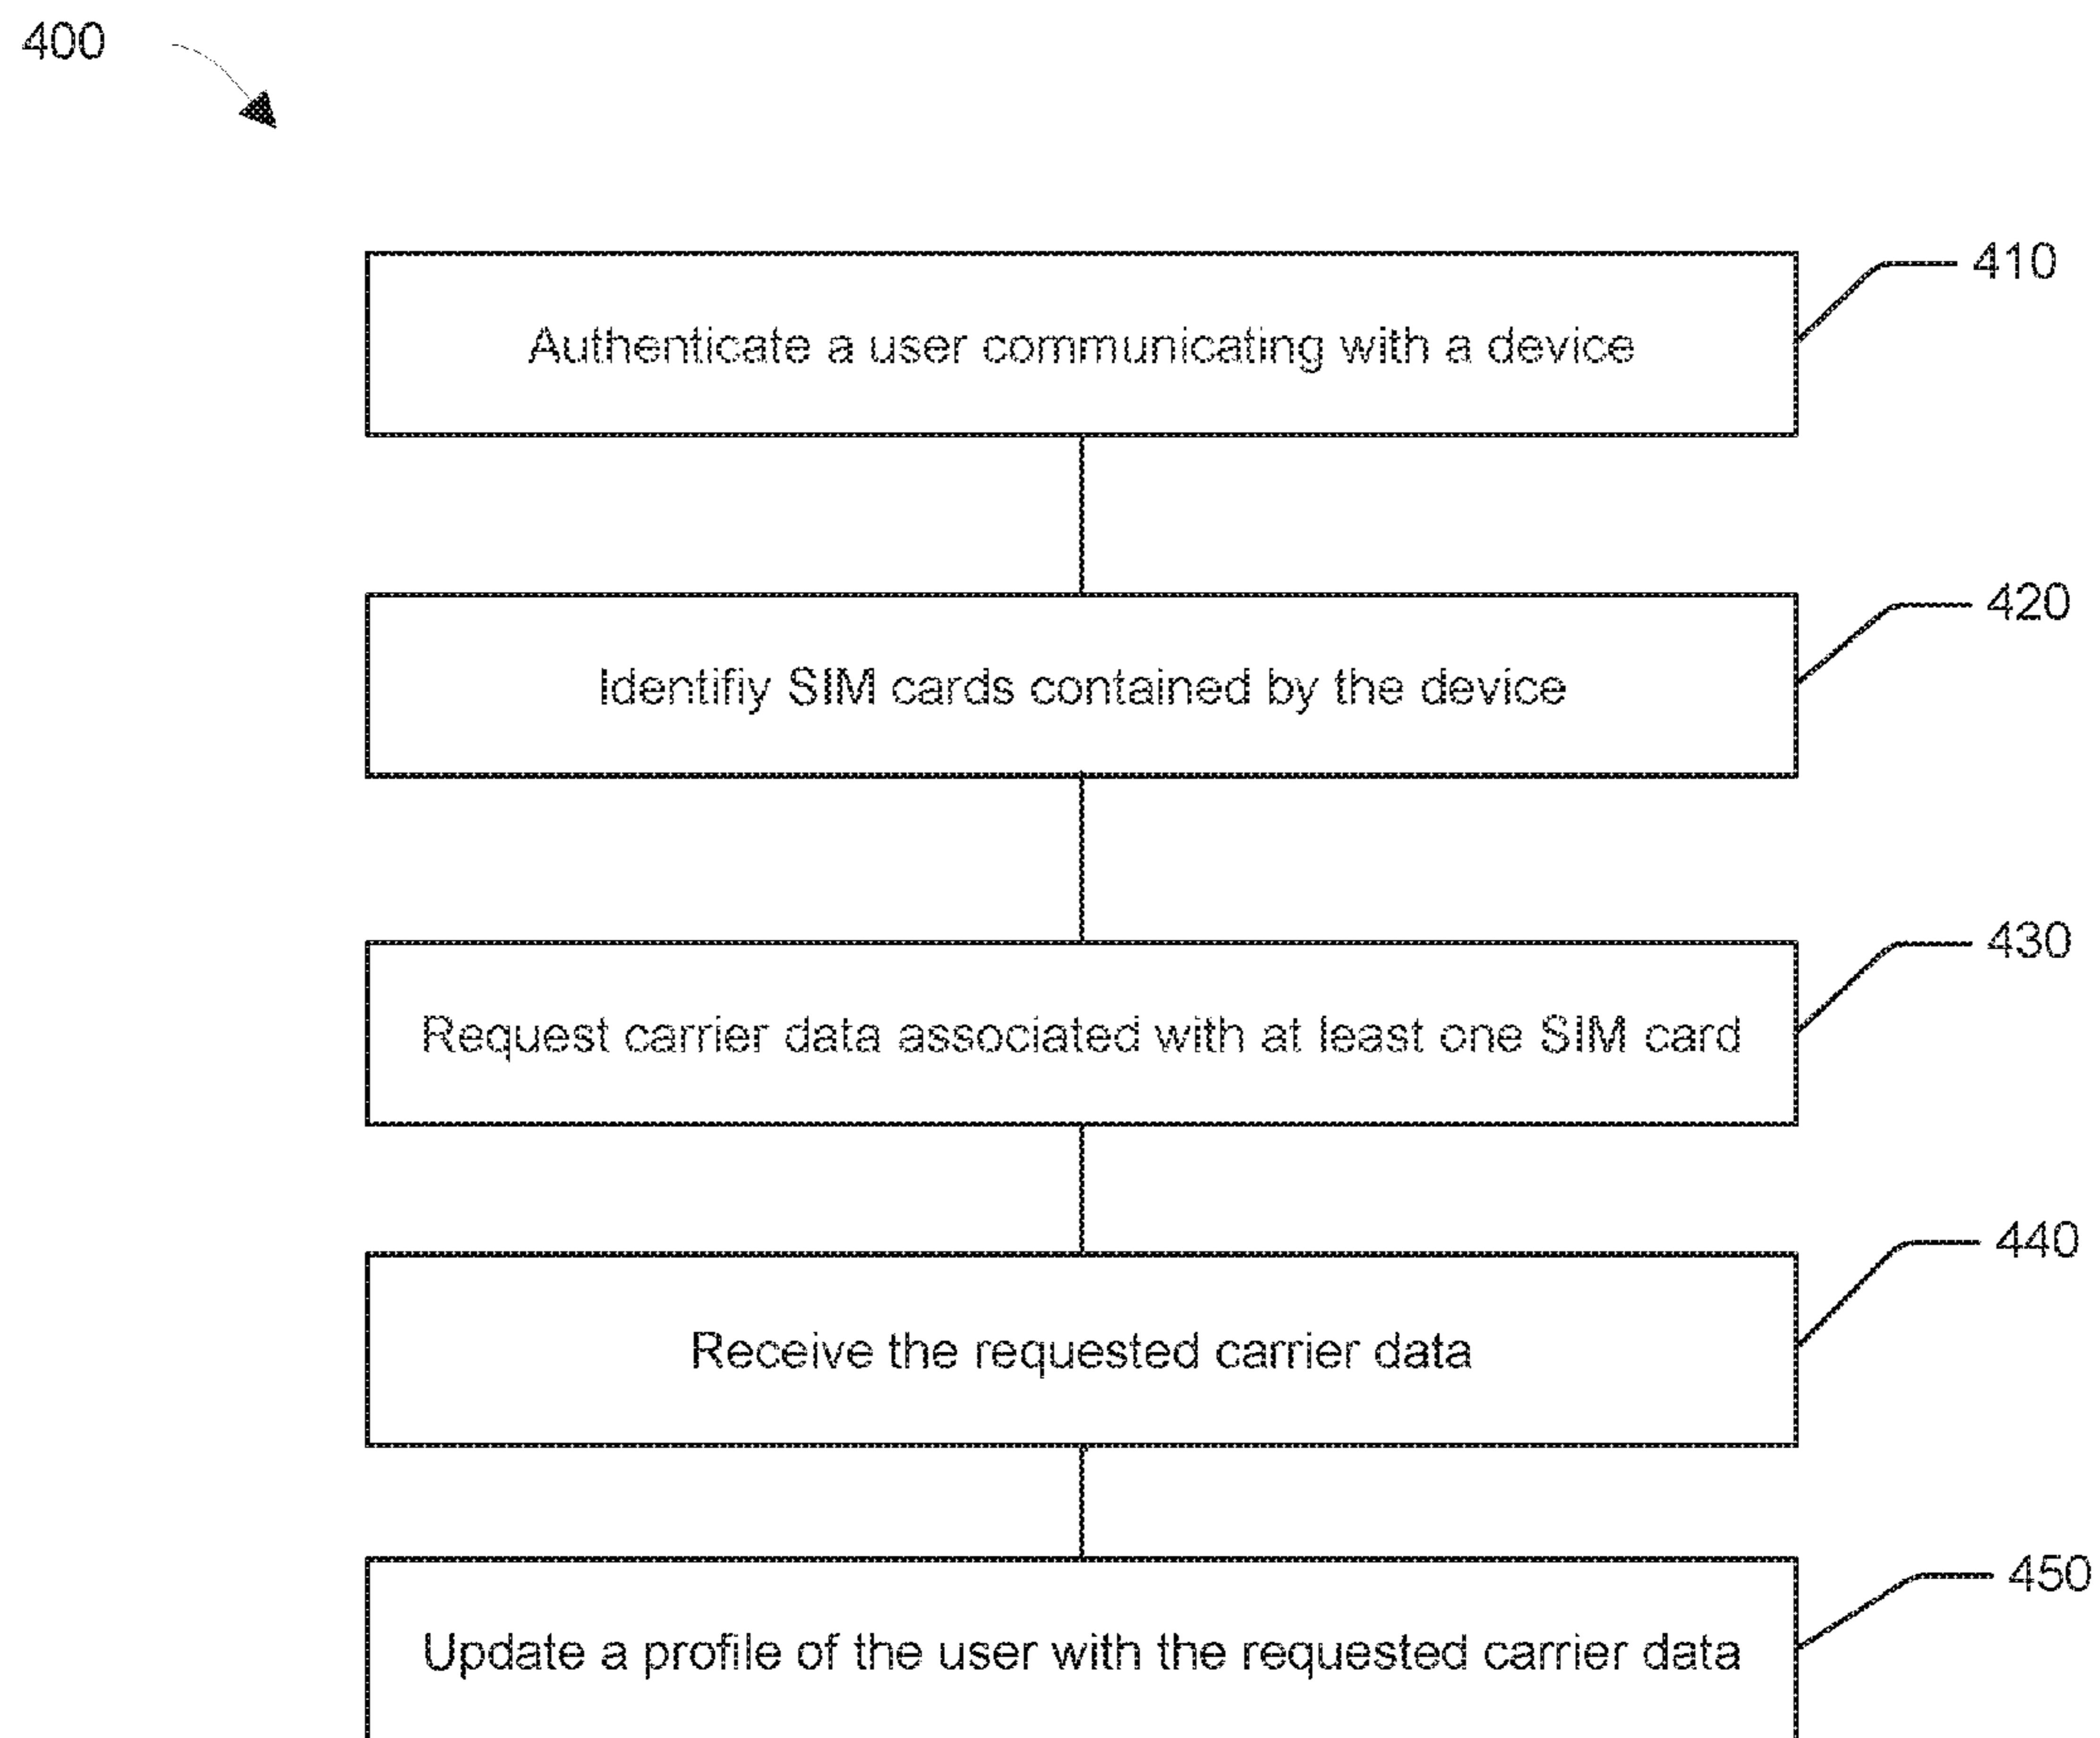 400
410
Authenticate a user communicating with a device
420
Identifiy SIM cards contained by the device
430
Request carrier data associated with at least one SIM card
440
Receive the requested carrier data
450
Update a profile of the user with the requested carrier data